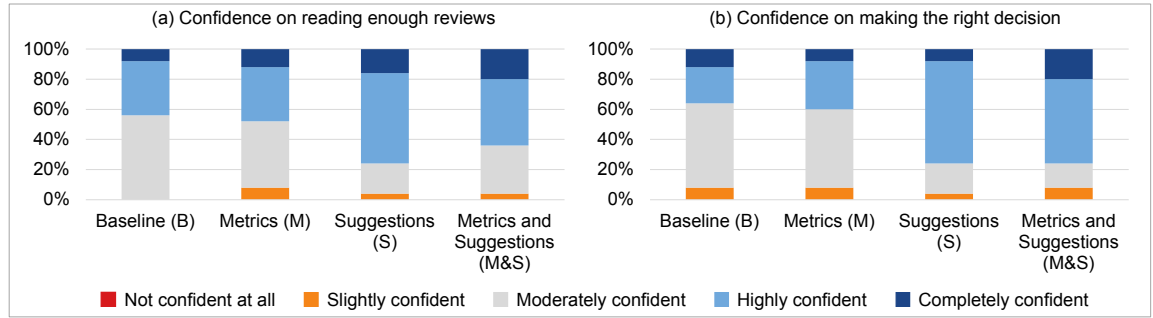 (a) Confidence on reading enough reviews
100%
80%
60%
40%
20%
0%
Baseline (B)
Metrics (M)
Suggestions
(S)
Metrics and
Suggestions
(M&S)
(b) Confidence on making the right decision
100%
80%
60%
40%
20%
0%
Baseline (B)
Metrics (M)
Suggestions
(S)
Metrics and
Suggestions
(M&S)
Not confident at all
Slightly confident
Moderately confident
Highly confident
Completely confident